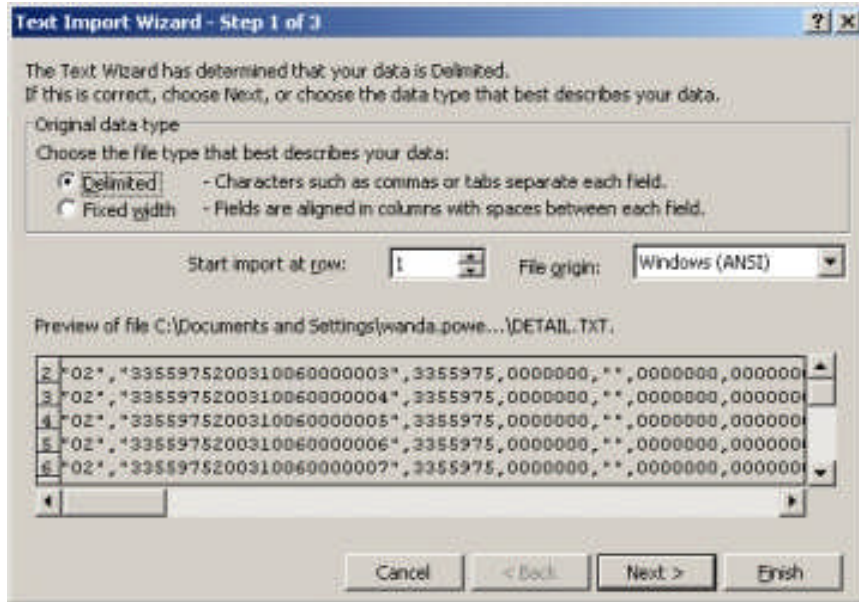 Text Import Wizard - Step 1 of 3
The Text Wizard has determined that your data is Delimited.
If this is correct, choose Next, or choose the data type that best describes your data.
Original data type
Choose the file type that best describes your data:
Delimited - Characters such as commas or tabs separate each field.
Fixed width - Fields are aligned in columns with spaces between each field.
Start import at row: 1 File origin: Windows (ANSI)
Preview of file C:\Documents and Settings\wanda.powe...\DETAIL.TXT.
2 "02","3355975200310060000003",3355975,0000000,"",0000000,000000
3 "02","3355975200310060000004",3355975,0000000,"",0000000,000000
4 "02","3355975200310060000005",3355975,0000000,"",0000000,000000
5 "02","3355975200310060000006",3355975,0000000,"",0000000,000000
6 "02","3355975200310060000007",3355975,0000000,"",0000000,000000
Cancel < Back Next > Finish